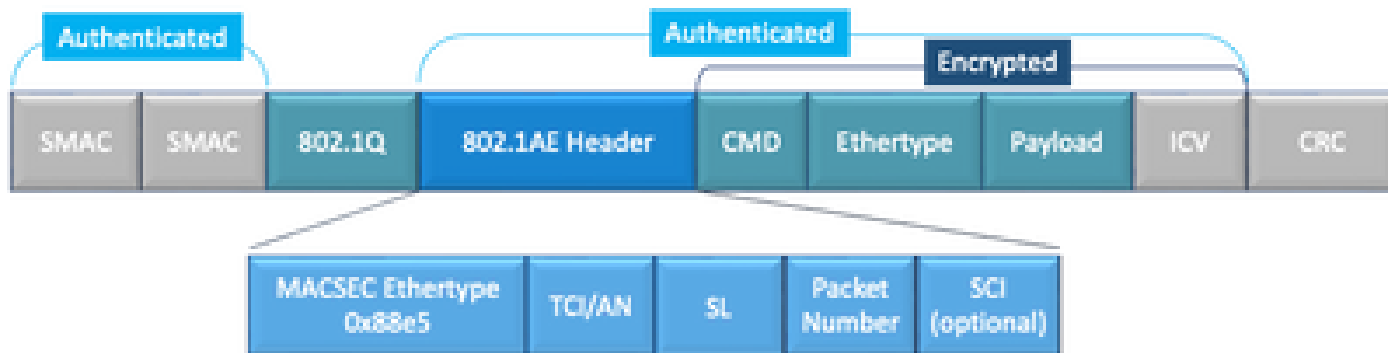 Authenticated
Authenticated
Encrypted
SMAC
SMAC
802.1Q
802.1AE Header
CMD
Ethertype
Payload
ICV
CRC
MACSEC Ethertype
0x88e5
TCI/AN
SL
Packet
Number
SCI
(optional)